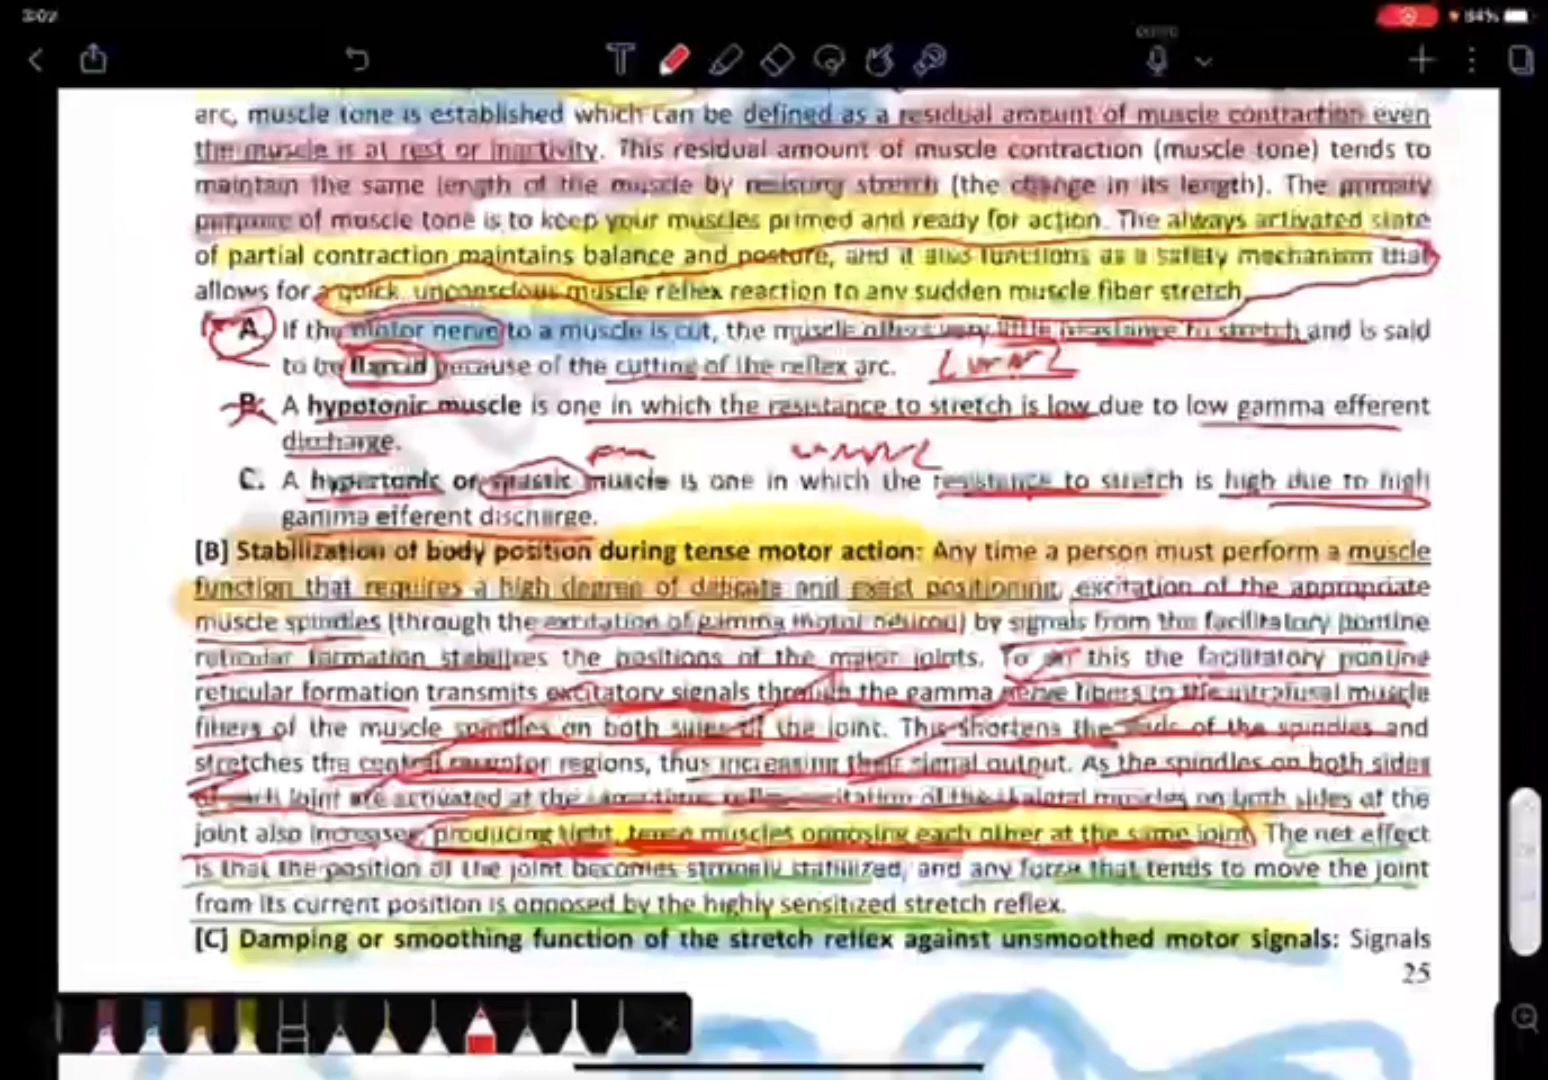 3:02
84%
arc, muscle tone is established which can be defined as a residual amount of muscle contraction even
the muscle is at rest or inactivity. This residual amount of muscle contraction (muscle tone) tends to
maintain the same length of the muscle by resisting stretch (the change in its length). The primary
purpose of muscle tone is to keep your muscles primed and ready for action. The always activated state
of partial contraction maintains balance and posture, and it also functions as a safety mechanism that
allows for a quick, unconscious muscle reflex reaction to any sudden muscle fiber stretch.
A. If the motor nerve to a muscle is cut, the muscle offers very little resistance to stretch and is said
to be flaccid because of the cutting of the reflex arc. LMNL
B. A hypotonic muscle is one in which the resistance to stretch is low due to low gamma efferent
discharge.
UMNL
C. A hypertonic or spastic muscle is one in which the resistance to stretch is high due to high
gamma efferent discharge.
[B] Stabilization of body position during tense motor action: Any time a person must perform a muscle
function that requires a high degree of delicate and exact positioning, excitation of the appropriate
muscle spindles (through the excitation of gamma motor neuron) by signals from the facilitatory pontine
reticular formation stabilizes the positions of the major joints. To do this the facilitatory pontine
reticular formation transmits excitatory signals through the gamma nerve fibers to the intrafusal muscle
fibers of the muscle spindles on both sides of the joint. This shortens the ends of the spindles and
stretches the central receptor regions, thus increasing their signal output. As the spindles on both sides
of each joint are activated at the same time, reflex excitation of the skeletal muscles on both sides of the
joint also increases, producing tight, tense muscles opposing each other at the same joint. The net effect
is that the position of the joint becomes strongly stabilized, and any force that tends to move the joint
from its current position is opposed by the highly sensitized stretch reflex.
[C] Damping or smoothing function of the stretch reflex against unsmoothed motor signals: Signals
25